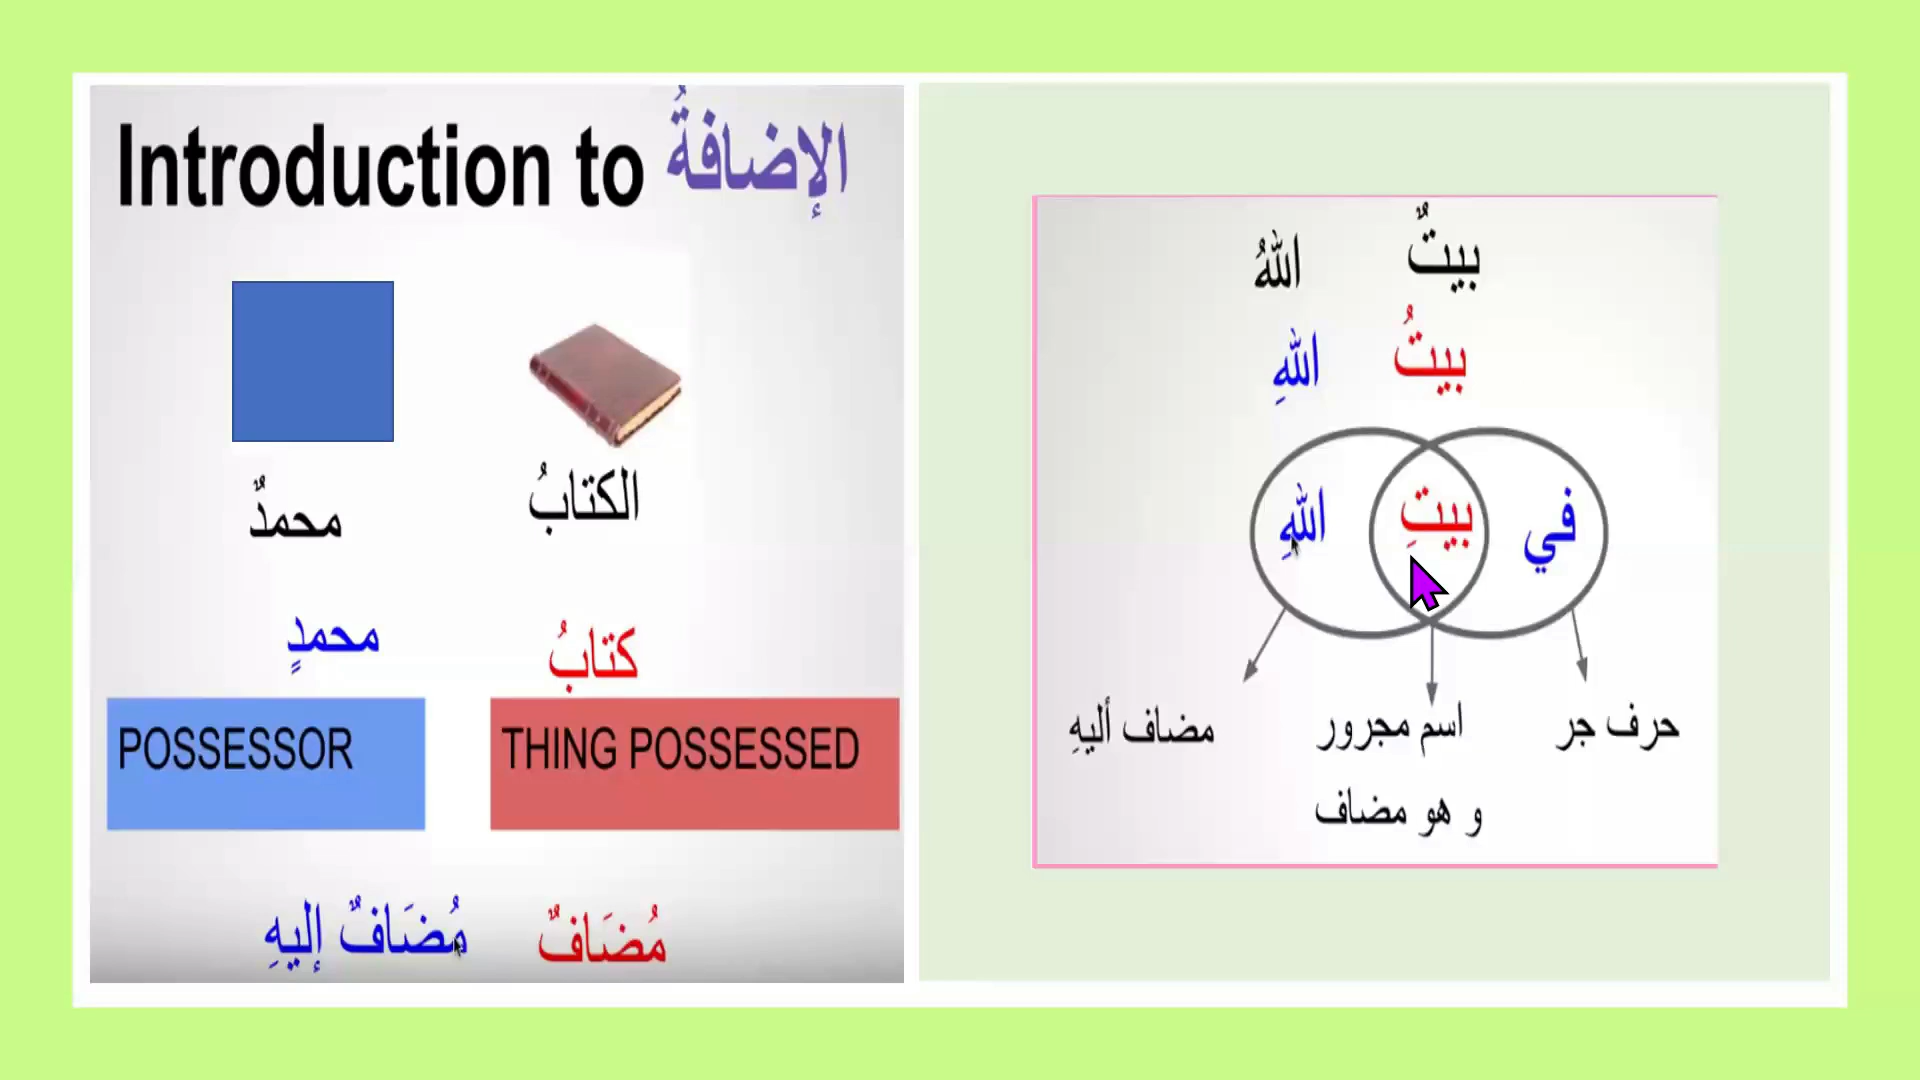 Introduction to الإضافةُ
الكتابُ محمدٌ
كتابُ محمدٍ
POSSESSOR THING POSSESSED
مُضَافٌ مُضَافٌ إليهِ
بيتٌ اللهُ
بيتُ اللهِ
في بيتِ اللهِ
حرف جر اسم مجرور مضاف أليهِ
و هو مضاف